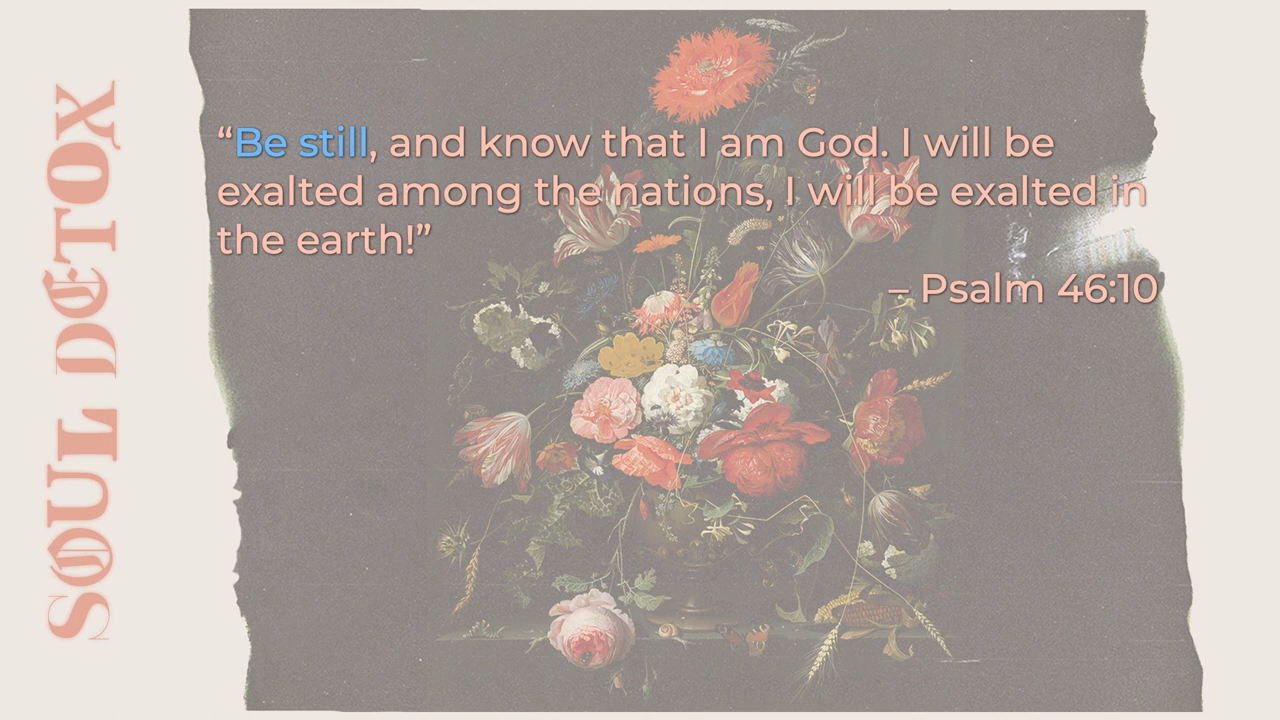 SOUL DETOX
“Be still, and know that I am God. I will be
exalted among the nations, I will be exalted in
the earth!”
– Psalm 46:10